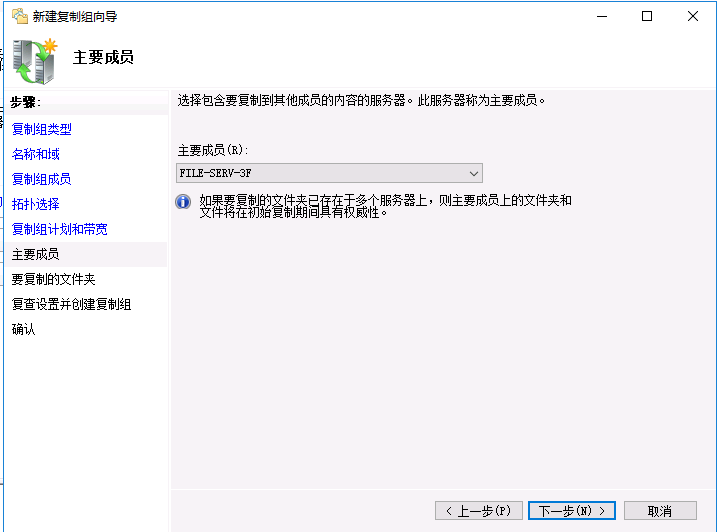 新建复制组向导
主要成员
步骤:
复制组类型
名称和域
复制组成员
拓扑选择
复制组计划和带宽
主要成员
要复制的文件夹
复查设置并创建复制组
确认
选择包含要复制到其他成员的内容的服务器。此服务器称为主要成员。
主要成员(R):
FILE-SERV-3F
如果要复制的文件夹已存在于多个服务器上，则主要成员上的文件夹和
文件将在初始复制期间具有权威性。
< 上一步(P)
下一步(N) >
取消